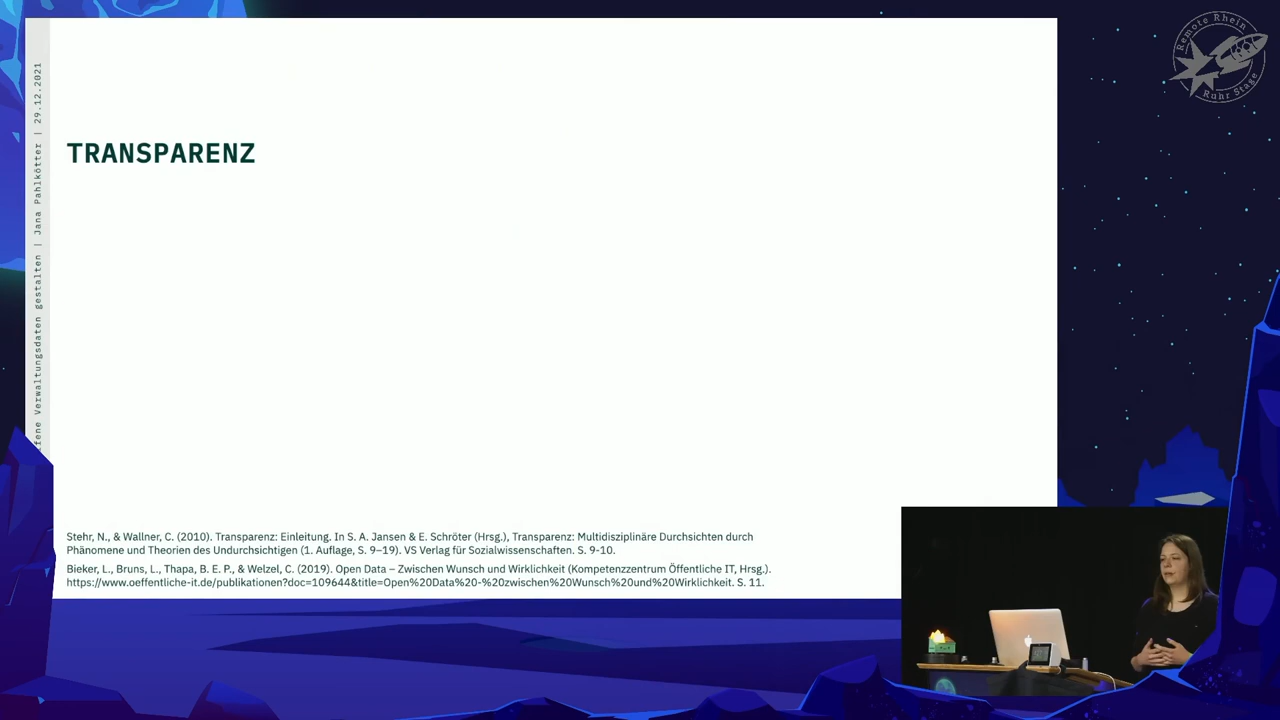 fene Verwaltungsdaten gestalten | Jana Pahlkötter | 29.12.2021
TRANSPARENZ
Stehr, N., & Wallner, C. (2010). Transparenz: Einleitung. In S. A. Jansen & E. Schröter (Hrsg.), Transparenz: Multidisziplinäre Durchsichten durch
Phänomene und Theorien des Undurchsichtigen (1. Auflage, S. 9–19). VS Verlag für Sozialwissenschaften. S. 9-10.
Bieker, L., Bruns, L., Thapa, B. E. P., & Welzel, C. (2019). Open Data – Zwischen Wunsch und Wirklichkeit (Kompetenzzentrum Öffentliche IT, Hrsg.).
https://www.oeffentliche-it.de/publikationen?doc=109644&title=Open%20Data%20-%20zwischen%20Wunsch%20und%20Wirklichkeit. S. 11.
Remote Rhein
Ruhr Stage